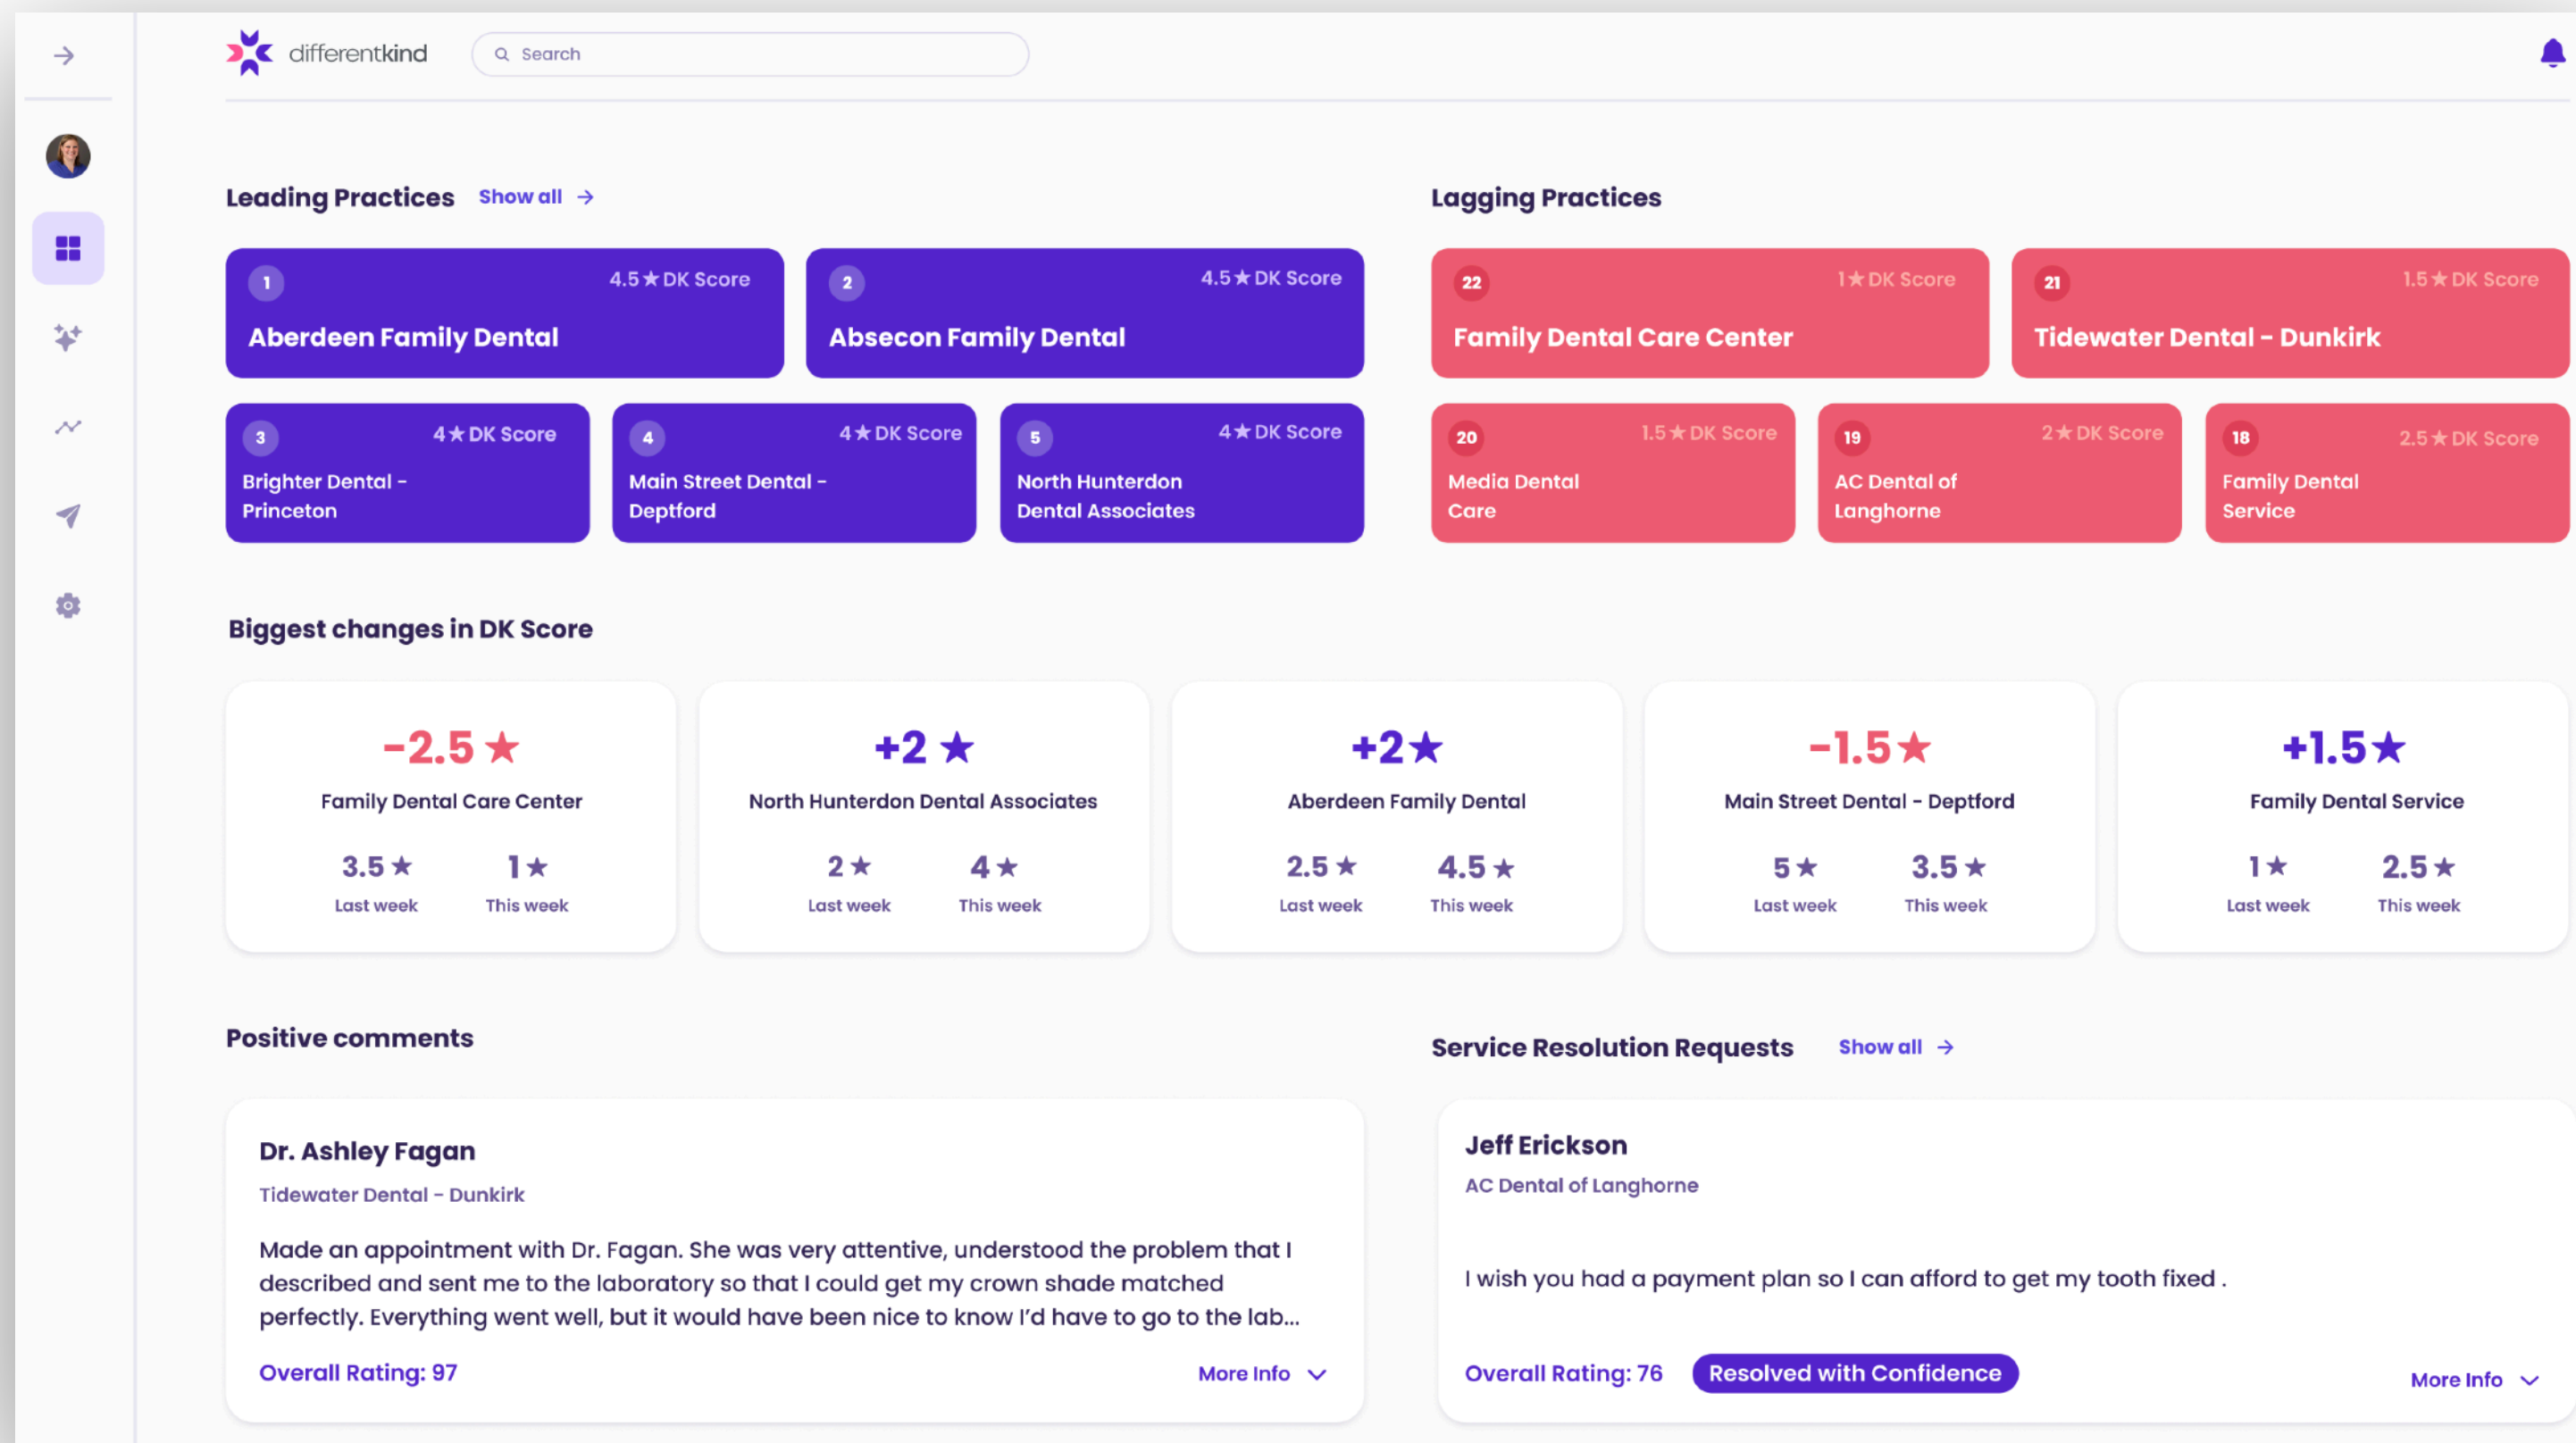 differentkind
Search
Leading Practices Show all →
1 4.5★DK Score
Aberdeen Family Dental
2 4.5★DK Score
Absecon Family Dental
3 4★DK Score
Brighter Dental -
Princeton
4 4★DK Score
Main Street Dental -
Deptford
5 4★DK Score
North Hunterdon
Dental Associates
Lagging Practices
22 1★DK Score
Family Dental Care Center
21 1.5★DK Score
Tidewater Dental - Dunkirk
20 1.5★DK Score
Media Dental
Care
19 2★DK Score
AC Dental of
Langhorne
18 2.5★DK Score
Family Dental
Service
Biggest changes in DK Score
-2.5 ★
Family Dental Care Center
3.5 ★ 1 ★
Last week This week
+2 ★
North Hunterdon Dental Associates
2 ★ 4 ★
Last week This week
+2★
Aberdeen Family Dental
2.5 ★ 4.5 ★
Last week This week
-1.5★
Main Street Dental - Deptford
5 ★ 3.5 ★
Last week This week
+1.5★
Family Dental Service
1 ★ 2.5 ★
Last week This week
Positive comments
Dr. Ashley Fagan
Tidewater Dental - Dunkirk
Made an appointment with Dr. Fagan. She was very attentive, understood the problem that I
described and sent me to the laboratory so that I could get my crown shade matched
perfectly. Everything went well, but it would have been nice to know I'd have to go to the lab...
Overall Rating: 97 More Info
Service Resolution Requests Show all →
Jeff Erickson
AC Dental of Langhorne
I wish you had a payment plan so I can afford to get my tooth fixed .
Overall Rating: 76 Resolved with Confidence More Info